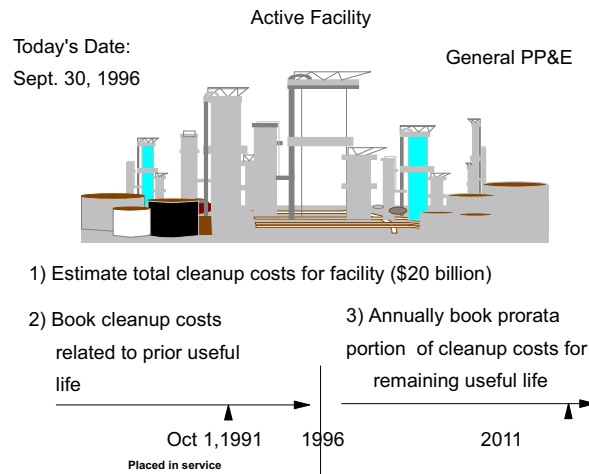 Active Facility
Today's Date:
Sept. 30, 1996
General PP&E
1) Estimate total cleanup costs for facility ($20 billion)
2) Book cleanup costs
related to prior useful
life
3) Annually book prorata
portion of cleanup costs for
remaining useful life
Oct 1,1991
1996
2011
Placed in service